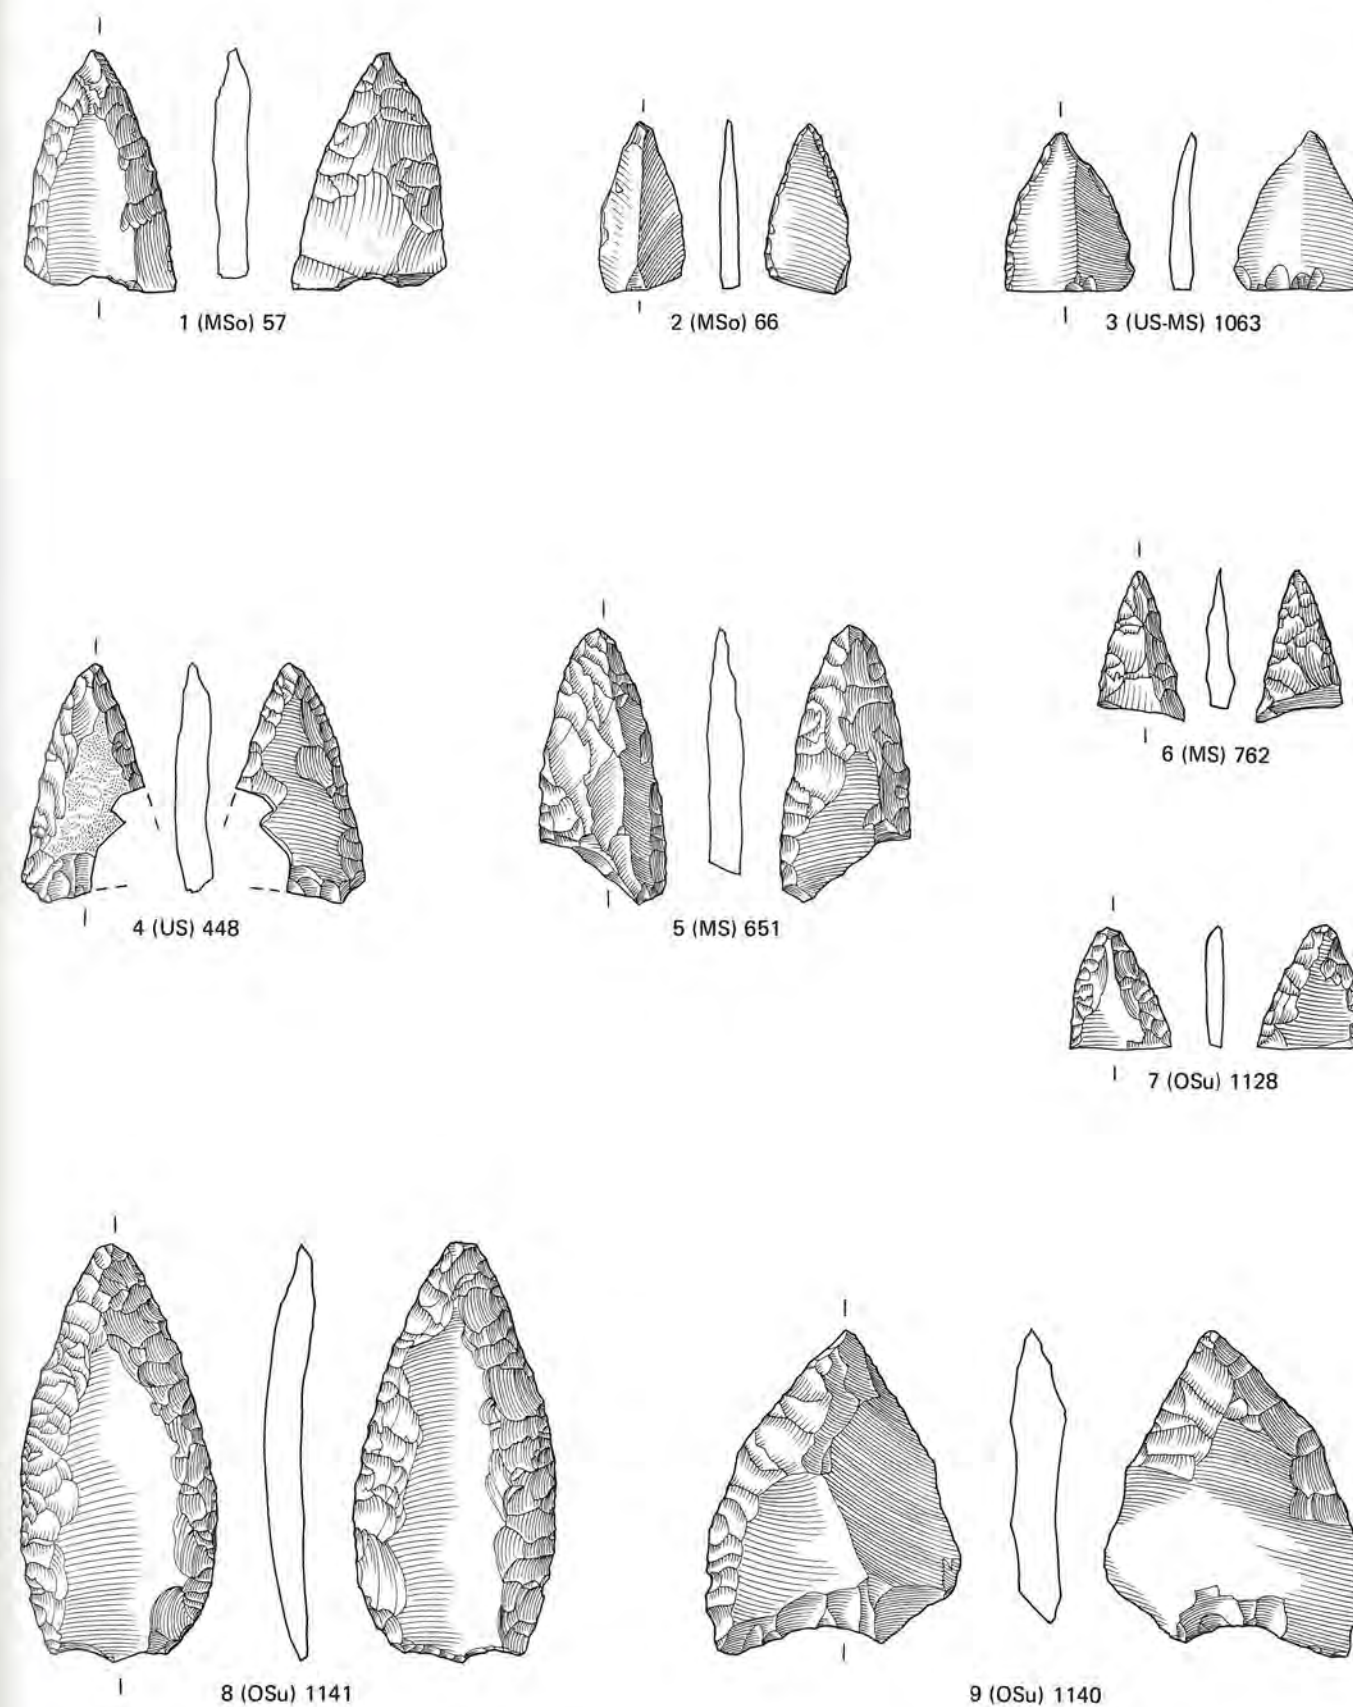 1 (MSo) 57
2 (MSo) 66
3 (US-MS) 1063
4 (US) 448
5 (MS) 651
6 (MS) 762
7 (OSu) 1128
8 (OSu) 1141
9 (OSu) 1140